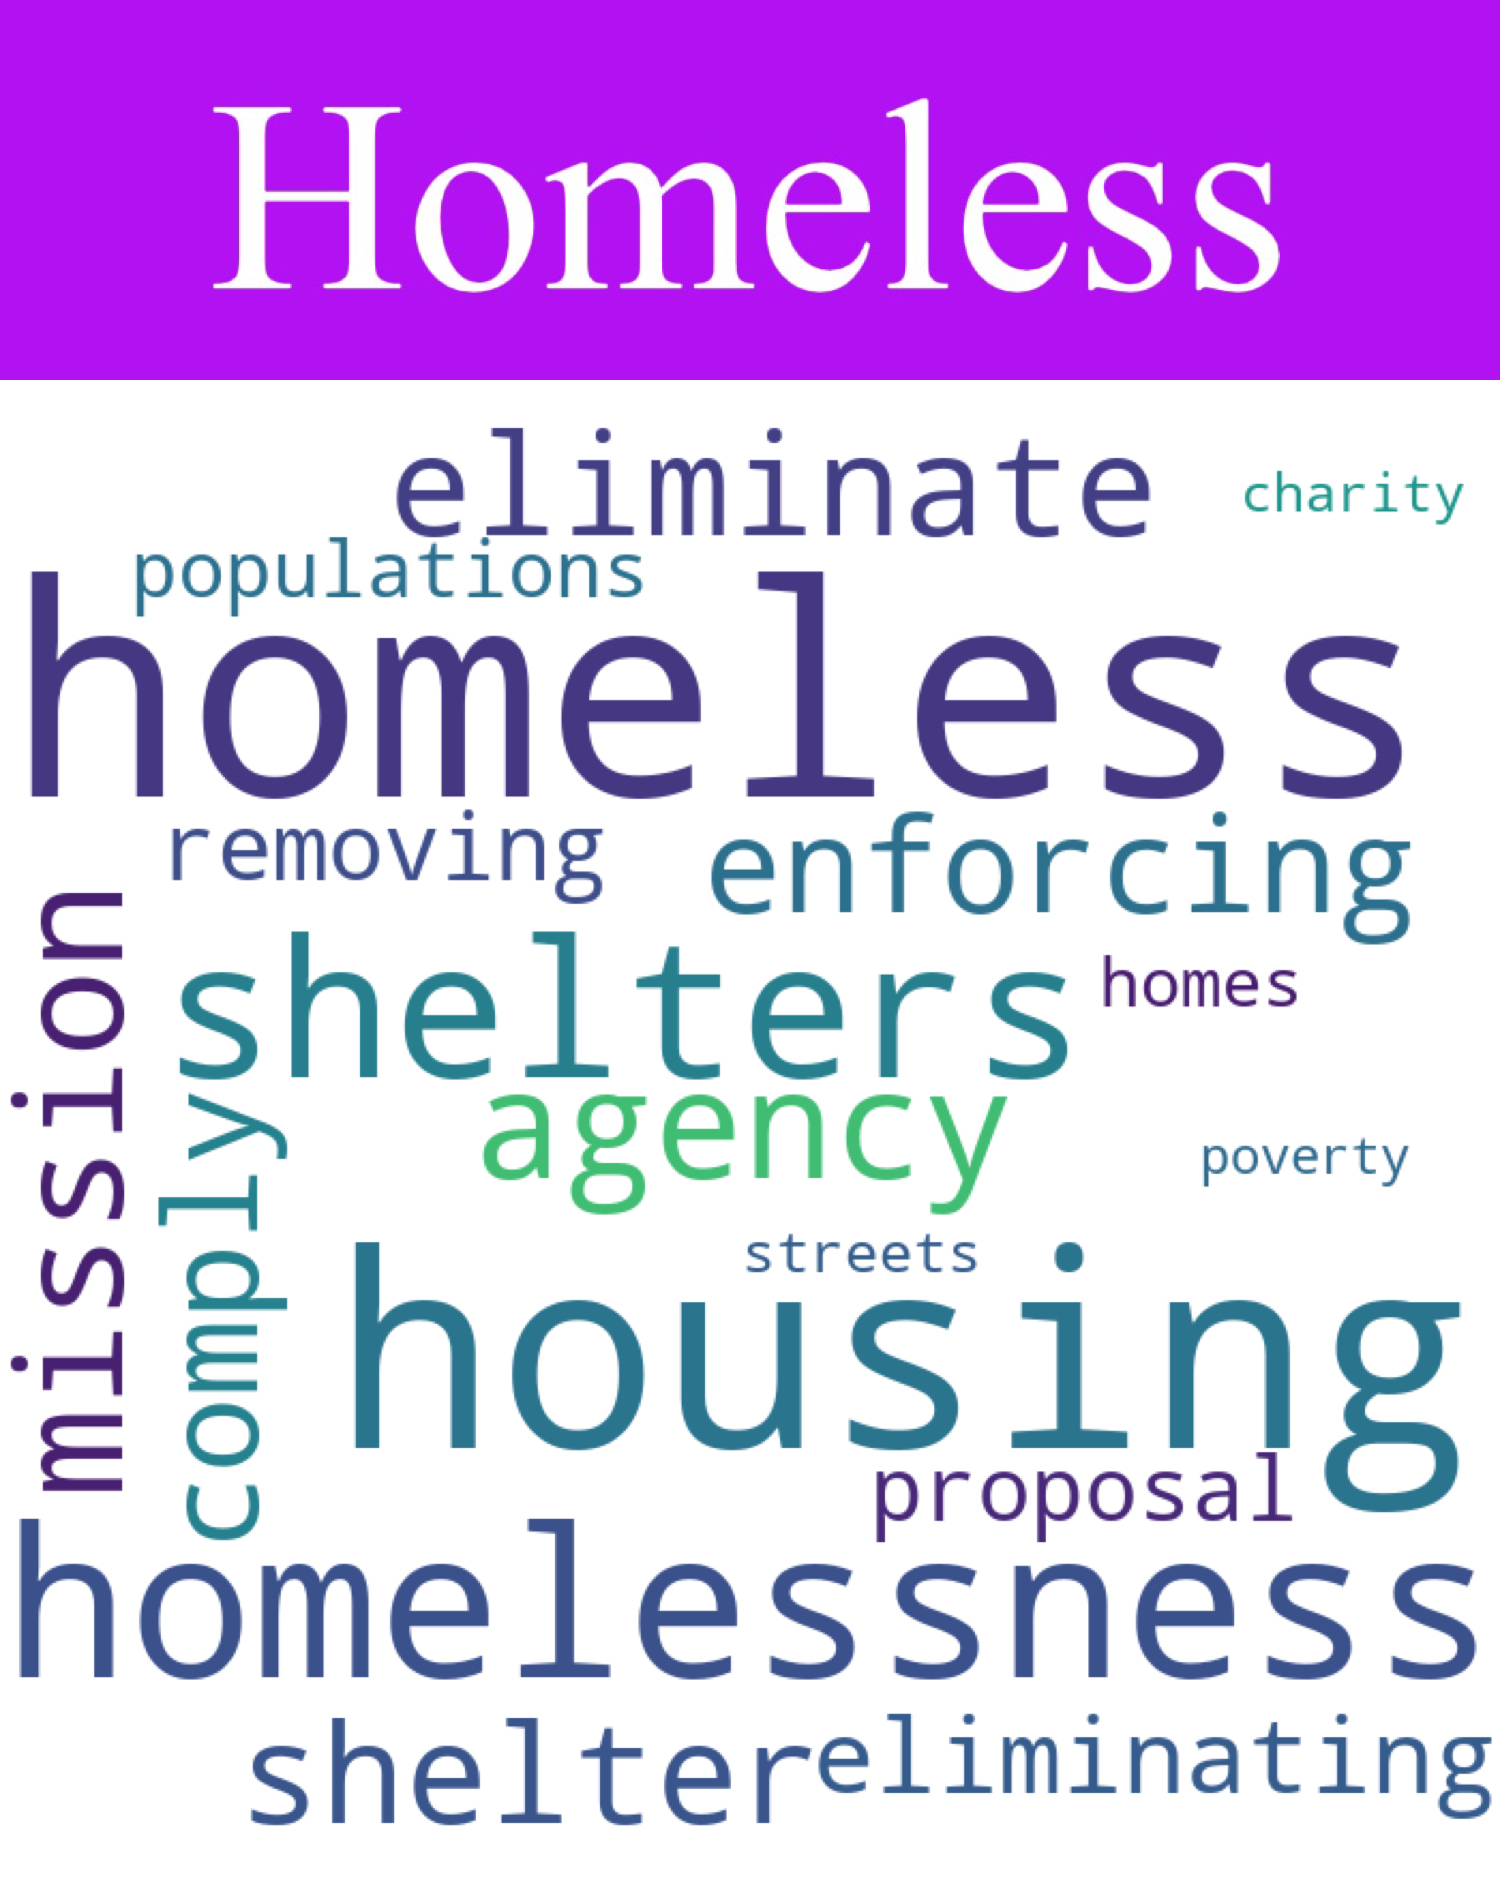 Homeless
eliminate
charity
populations
homeless
removing
enforcing
mission
shelters
homes
comply
agency
poverty
streets
housing
proposal
homelessness
shelter
eliminating